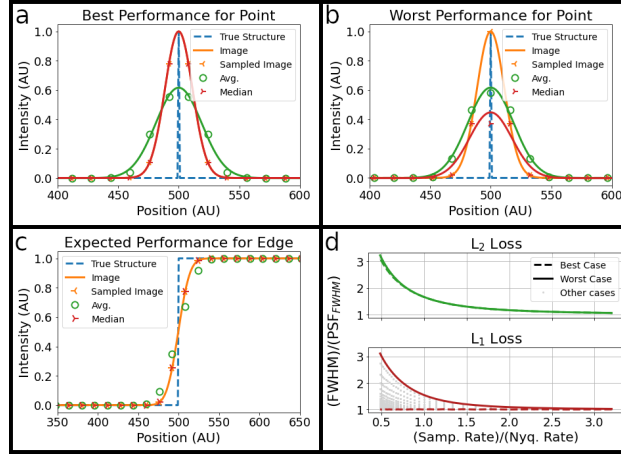 a
Best Performance for Point
Intensity (AU)
1.0
0.8
0.6
0.4
0.2
0.0
True Structure
Image
Sampled Image
Avg.
Median
400 450 500 550 600
Position (AU)
b
Worst Performance for Point
Intensity (AU)
1.0
0.8
0.6
0.4
0.2
0.0
True Structure
Image
Sampled Image
Avg.
Median
400 450 500 550 600
Position (AU)
c
Expected Performance for Edge
Intensity (AU)
1.0
0.8
0.6
0.4
0.2
0.0
True Structure
Image
Sampled Image
Avg.
Median
350 400 450 500 550 600 650
Position (AU)
d
L₂ Loss
(FWHM)/(PSF_FWHM)
3
2
1
Best Case
Worst Case
Other cases
L₁ Loss
3
2
1
0.5 1.0 1.5 2.0 2.5 3.0
(Samp. Rate)/(Nyq. Rate)